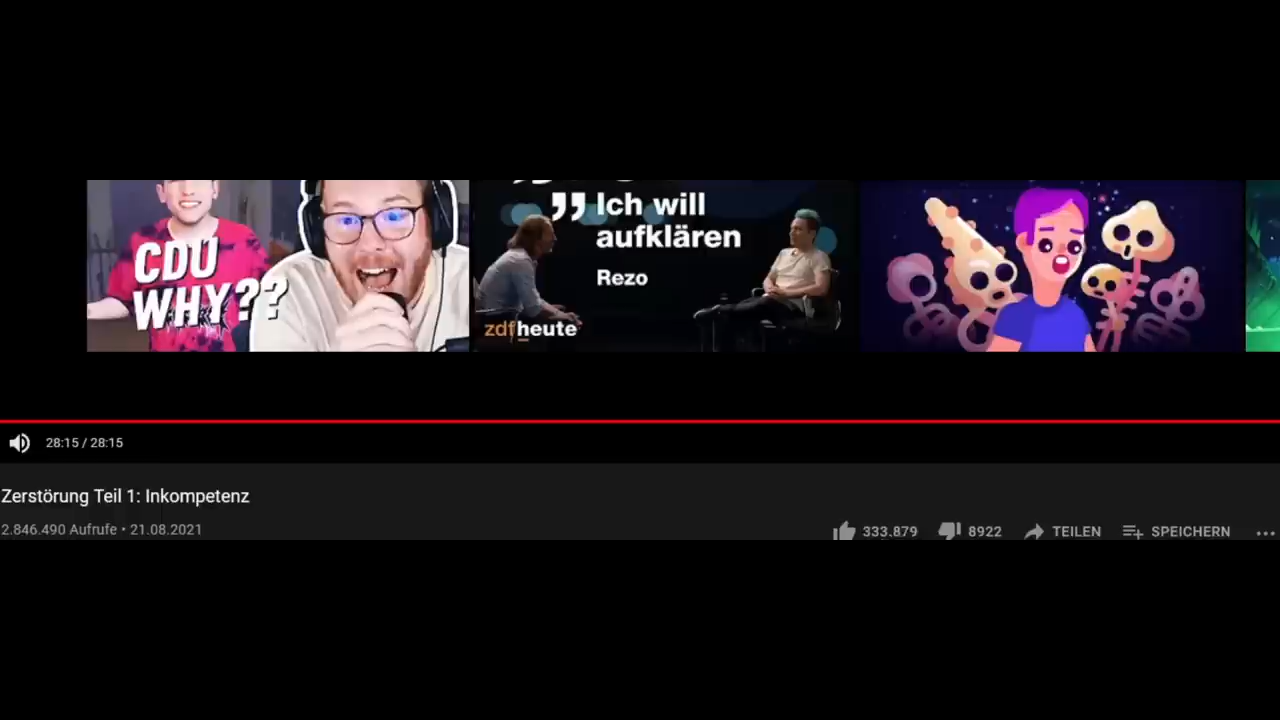 CDU
WHY??
" Ich will
aufklären
Rezo
zdfheute
28:15 / 28:15
Zerstörung Teil 1: Inkompetenz
2.846.490 Aufrufe • 21.08.2021
333.879 8922 TEILEN SPEICHERN ...